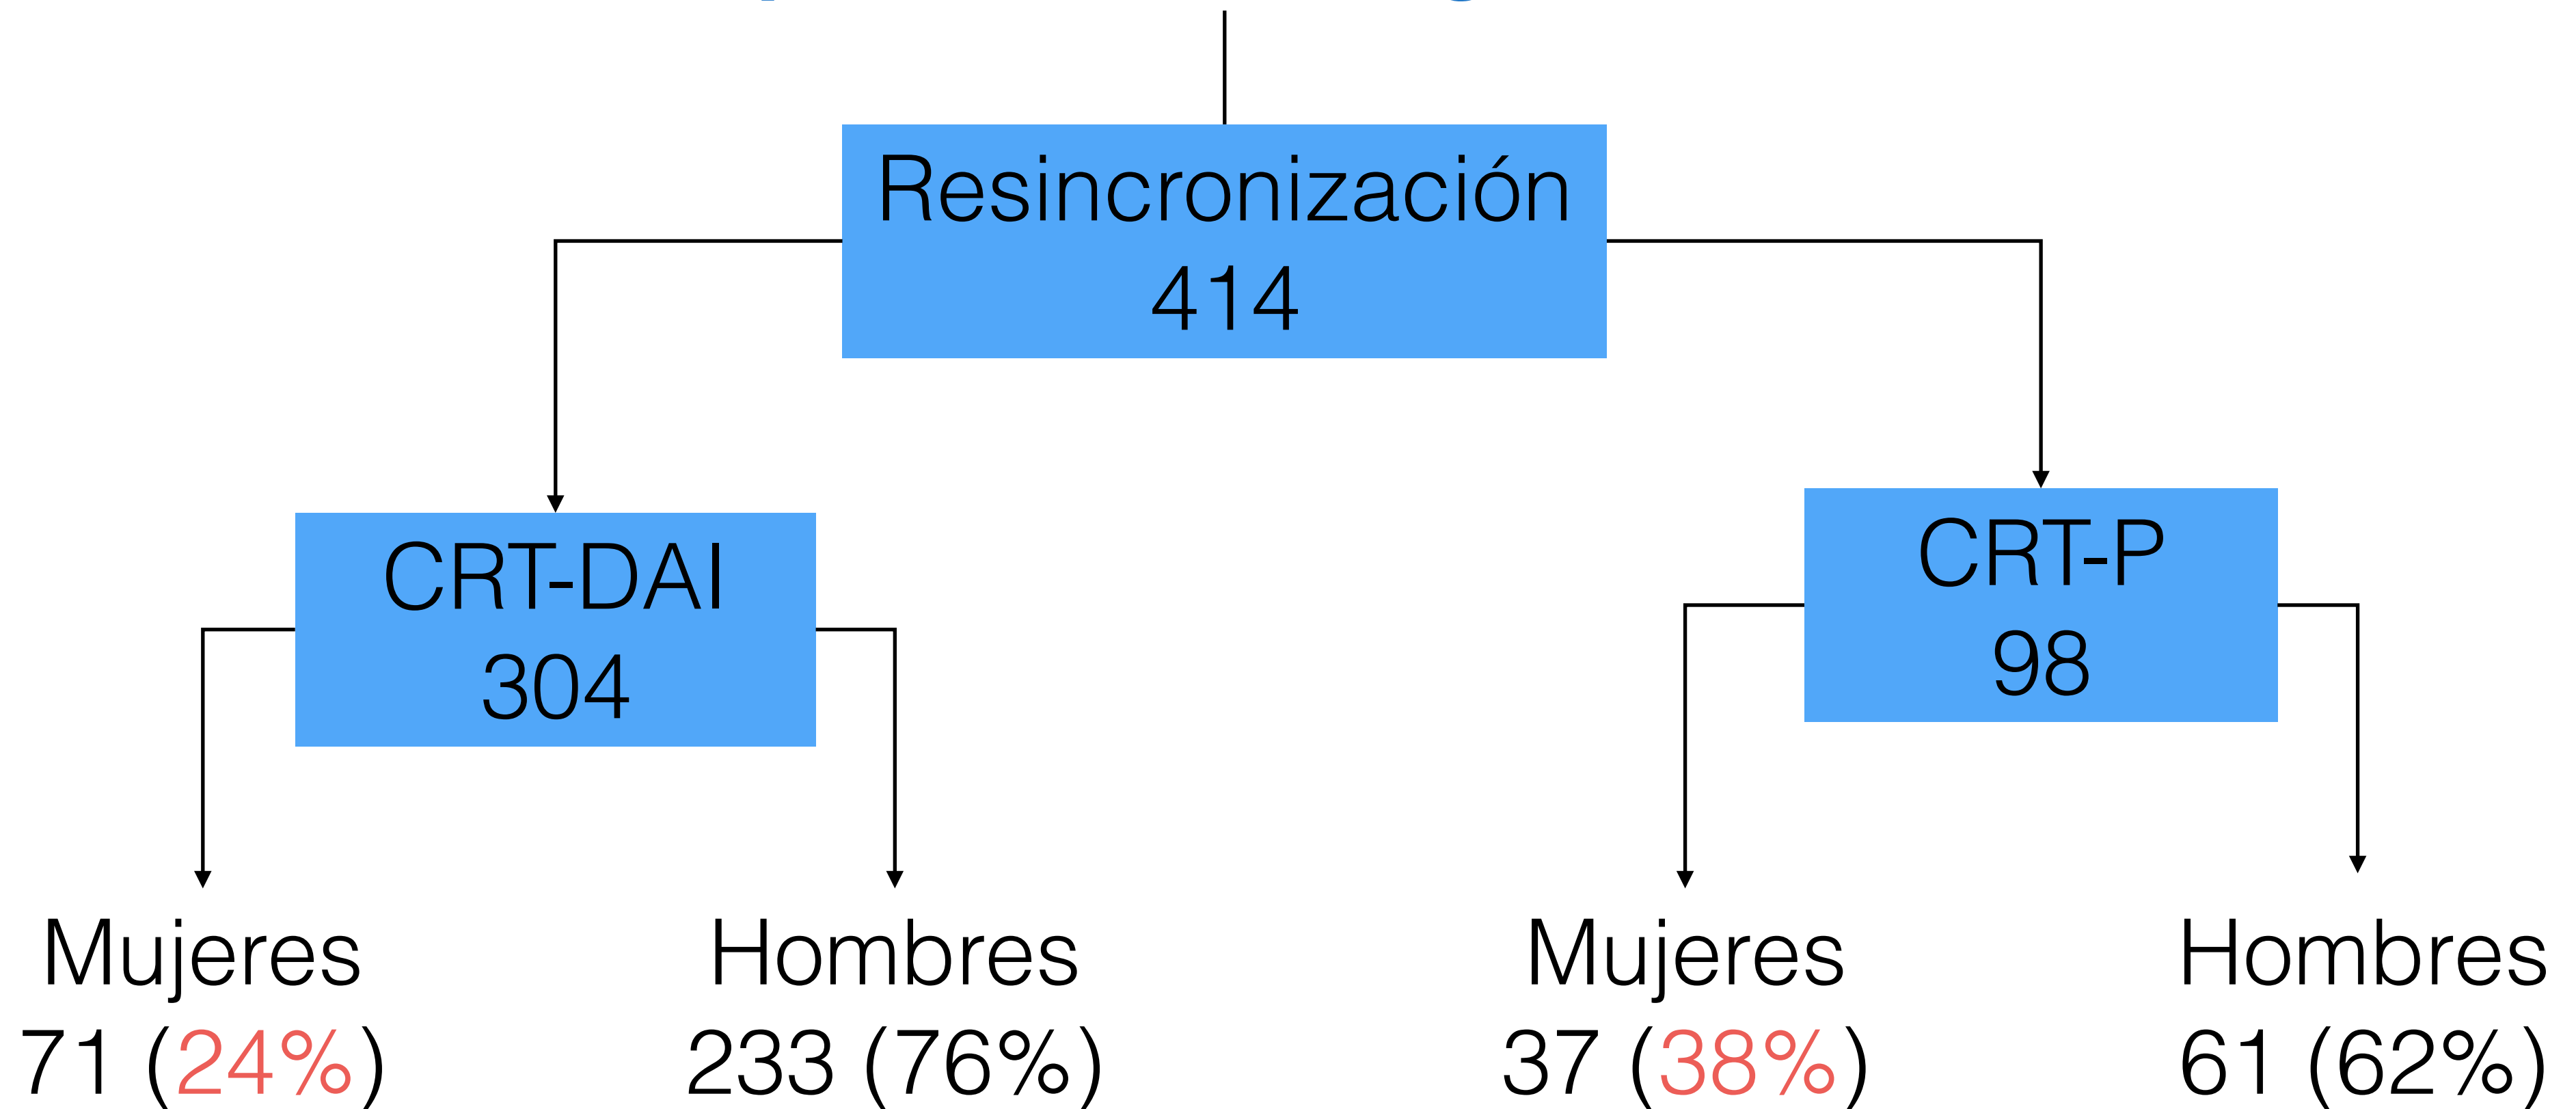 Resincronización
414
CRT-DAI
304
CRT-P
98
Mujeres
71 (24%)
Hombres
233 (76%)
Mujeres
37 (38%)
Hombres
61 (62%)